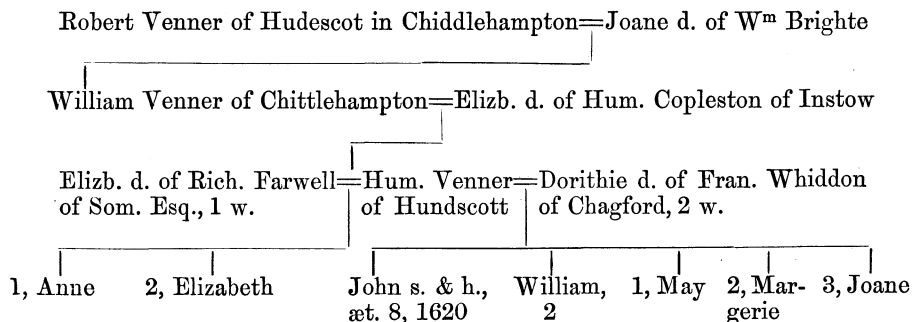 Robert Venner of Hudescot in Chiddlehampton=Joane d. of Wᵐ Brighte
William Venner of Chittlehampton=Elizb. d. of Hum. Copleston of Instow
Elizb. d. of Rich. Farwell=Hum. Venner=Dorithie d. of Fran. Whiddon
of Som. Esq., 1 w. of Hundscott of Chagford, 2 w.
1, Anne 2, Elizabeth John s. & h., William, 1, May 2, Mar- 3, Joane
æt. 8, 1620 2 gerie